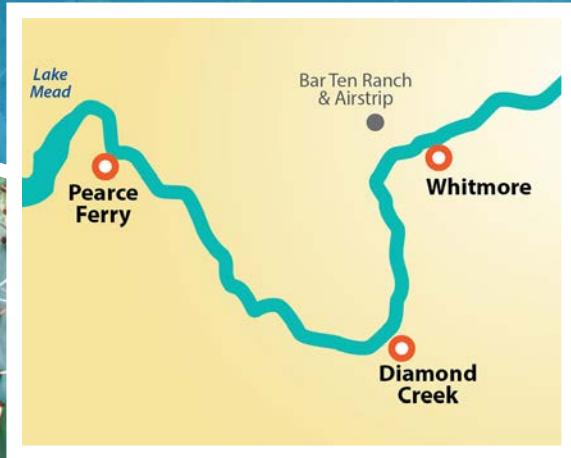 Lake
Mead
Bar Ten Ranch
& Airstrip
Whitmore
Pearce
Ferry
Diamond
Creek